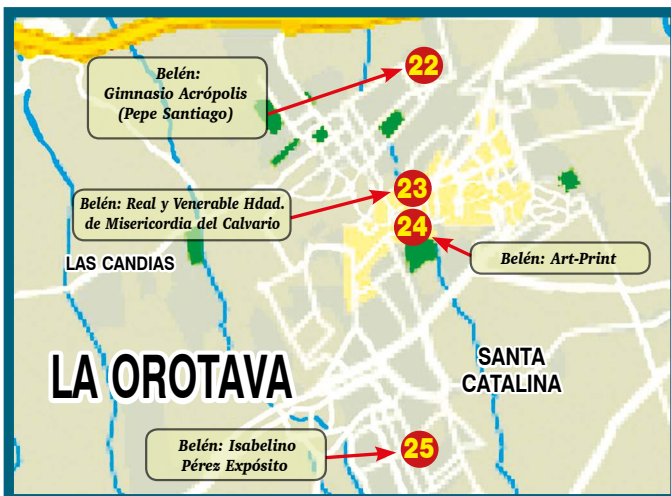 Belén:
Gimnasio Acrópolis
(Pepe Santiago)
22
Belén: Real y Venerable Hdad.
de Misericordia del Calvario
23
24
Belén: Art-Print
LAS CANDIAS
LA OROTAVA
SANTA
CATALINA
Belén: Isabelino
Pérez Expósito
25